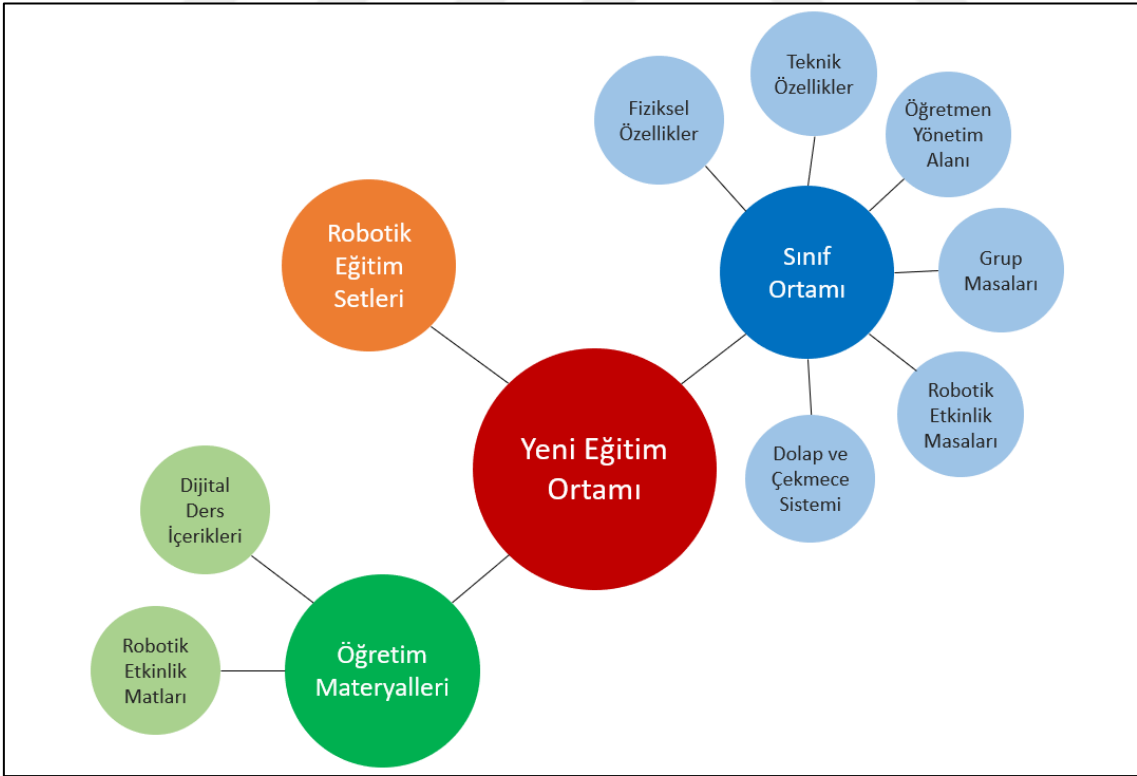 Teknik
Özellikler
Fiziksel
Özellikler
Öğretmen
Yönetim
Alanı
Robotik
Eğitim
Setleri
Sınıf
Ortamı
Grup
Masaları
Robotik
Etkinlik
Masaları
Yeni Eğitim
Ortamı
Dolap ve
Çekmece
Sistemi
Dijital
Ders
İçerikleri
Robotik
Etkinlik
Matları
Öğretim
Materyalleri